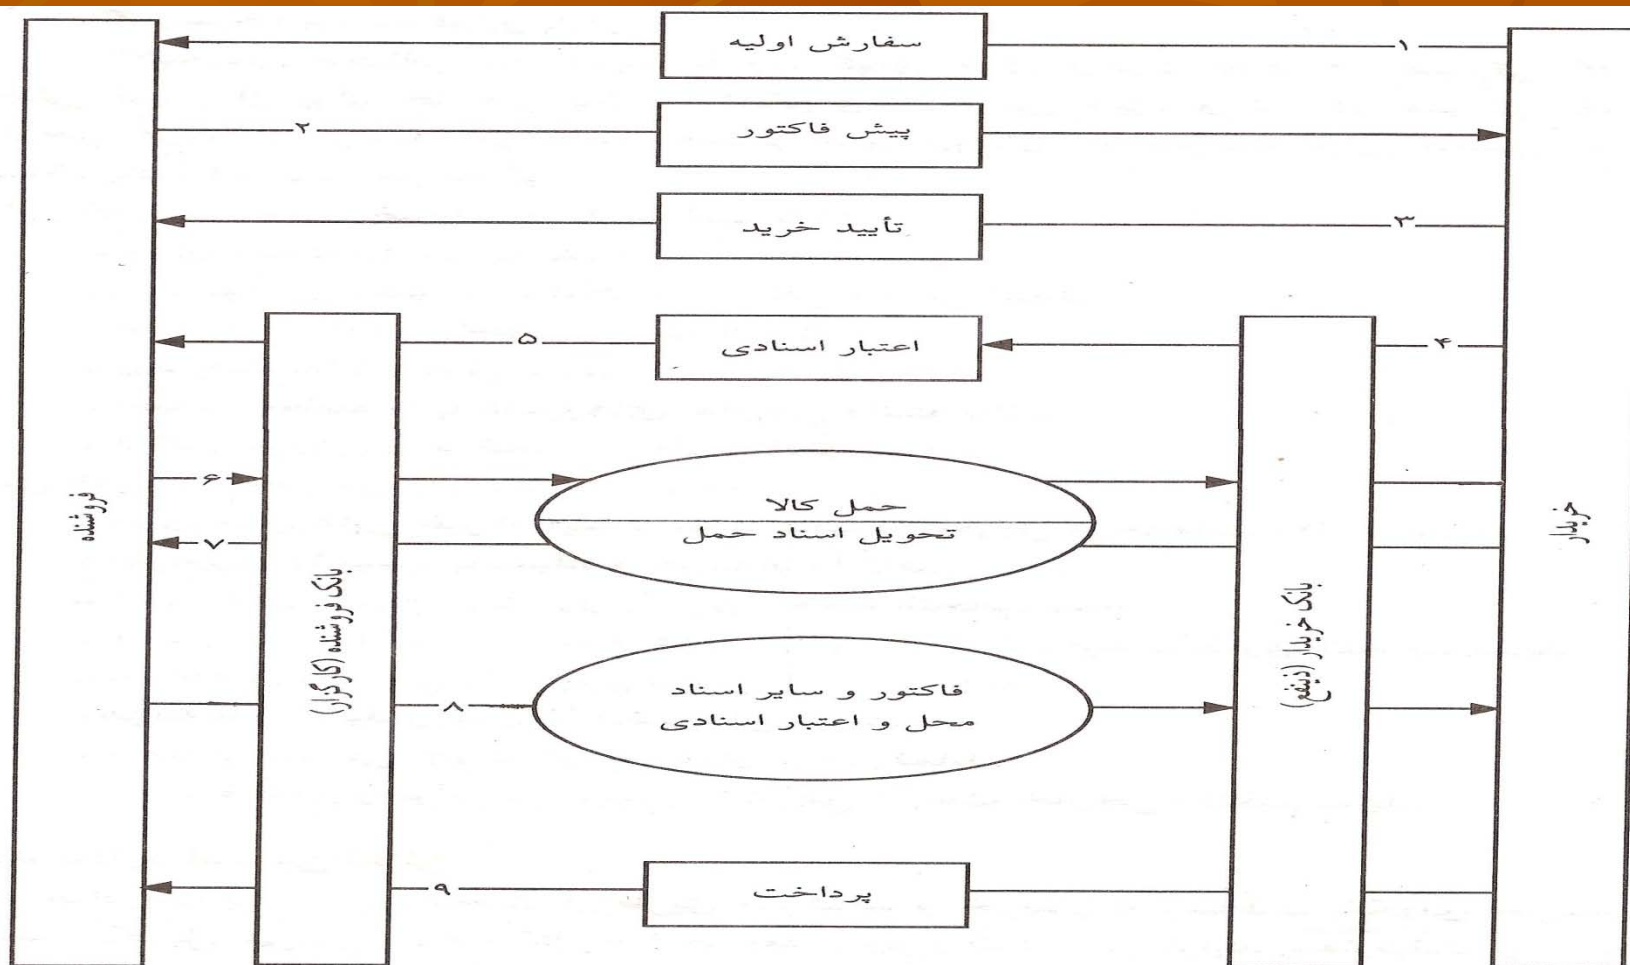 سفارش اولیه
۱
پیش فاکتور
۲
تأیید خرید
۳
اعتبار اسنادی
۴
۵
حمل کالا
تحویل اسناد حمل
۶
۷
فاکتور و سایر اسناد
محل و اعتبار اسنادی
۸
پرداخت
۹
خریدار
بانک خریدار (ذینفع)
بانک فروشنده (کارگزار)
فروشنده